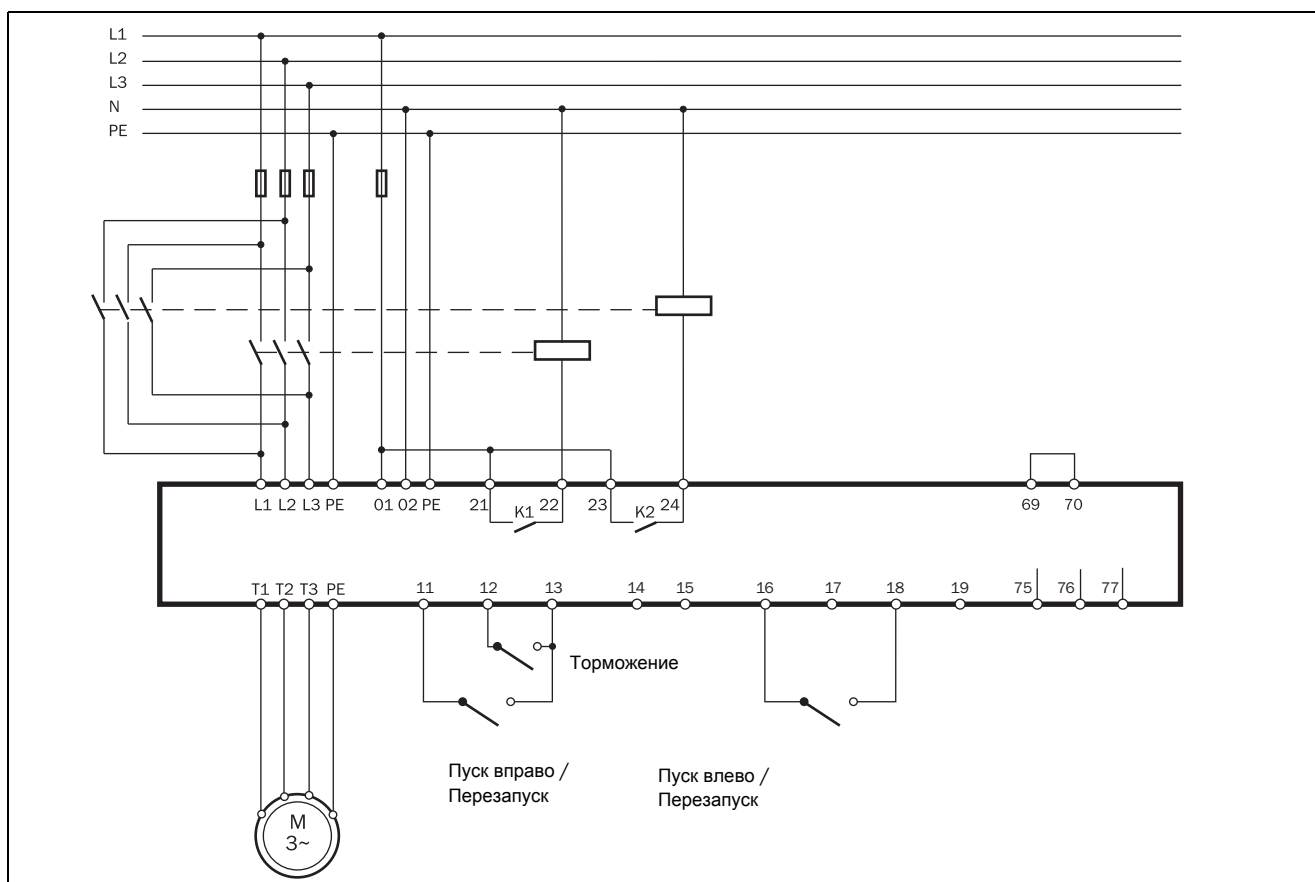 L1
L2
L3
N
PE
L1 L2 L3 PE 01 02 PE 21 K1 22 23 K2 24 69 70
T1 T2 T3 PE 11 12 13 14 15 16 17 18 19 75 76 77
Торможение
Пуск вправо /
Перезапуск
Пуск влево /
Перезапуск
M
3~